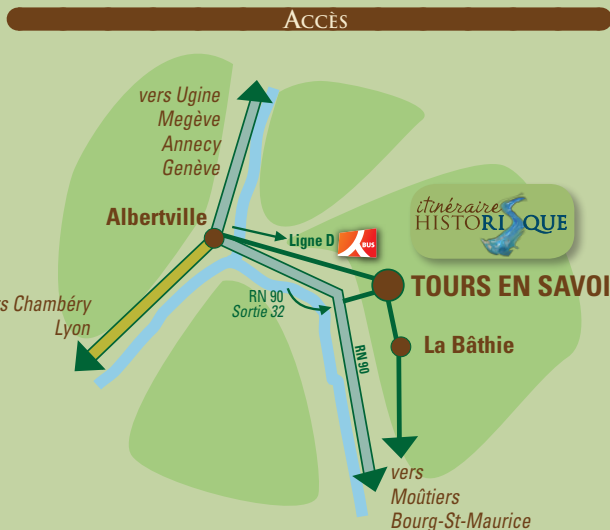 Accès
vers Ugine
Megève
Annecy
Genève
itinéraire
HISTORISQUE
Albertville
Ligne D
BUS
TOURS EN SAVOI
RN 90
Sortie 32
rs Chambéry
Lyon
La Bâthie
RN 90
vers
Moûtiers
Bourg-St-Maurice